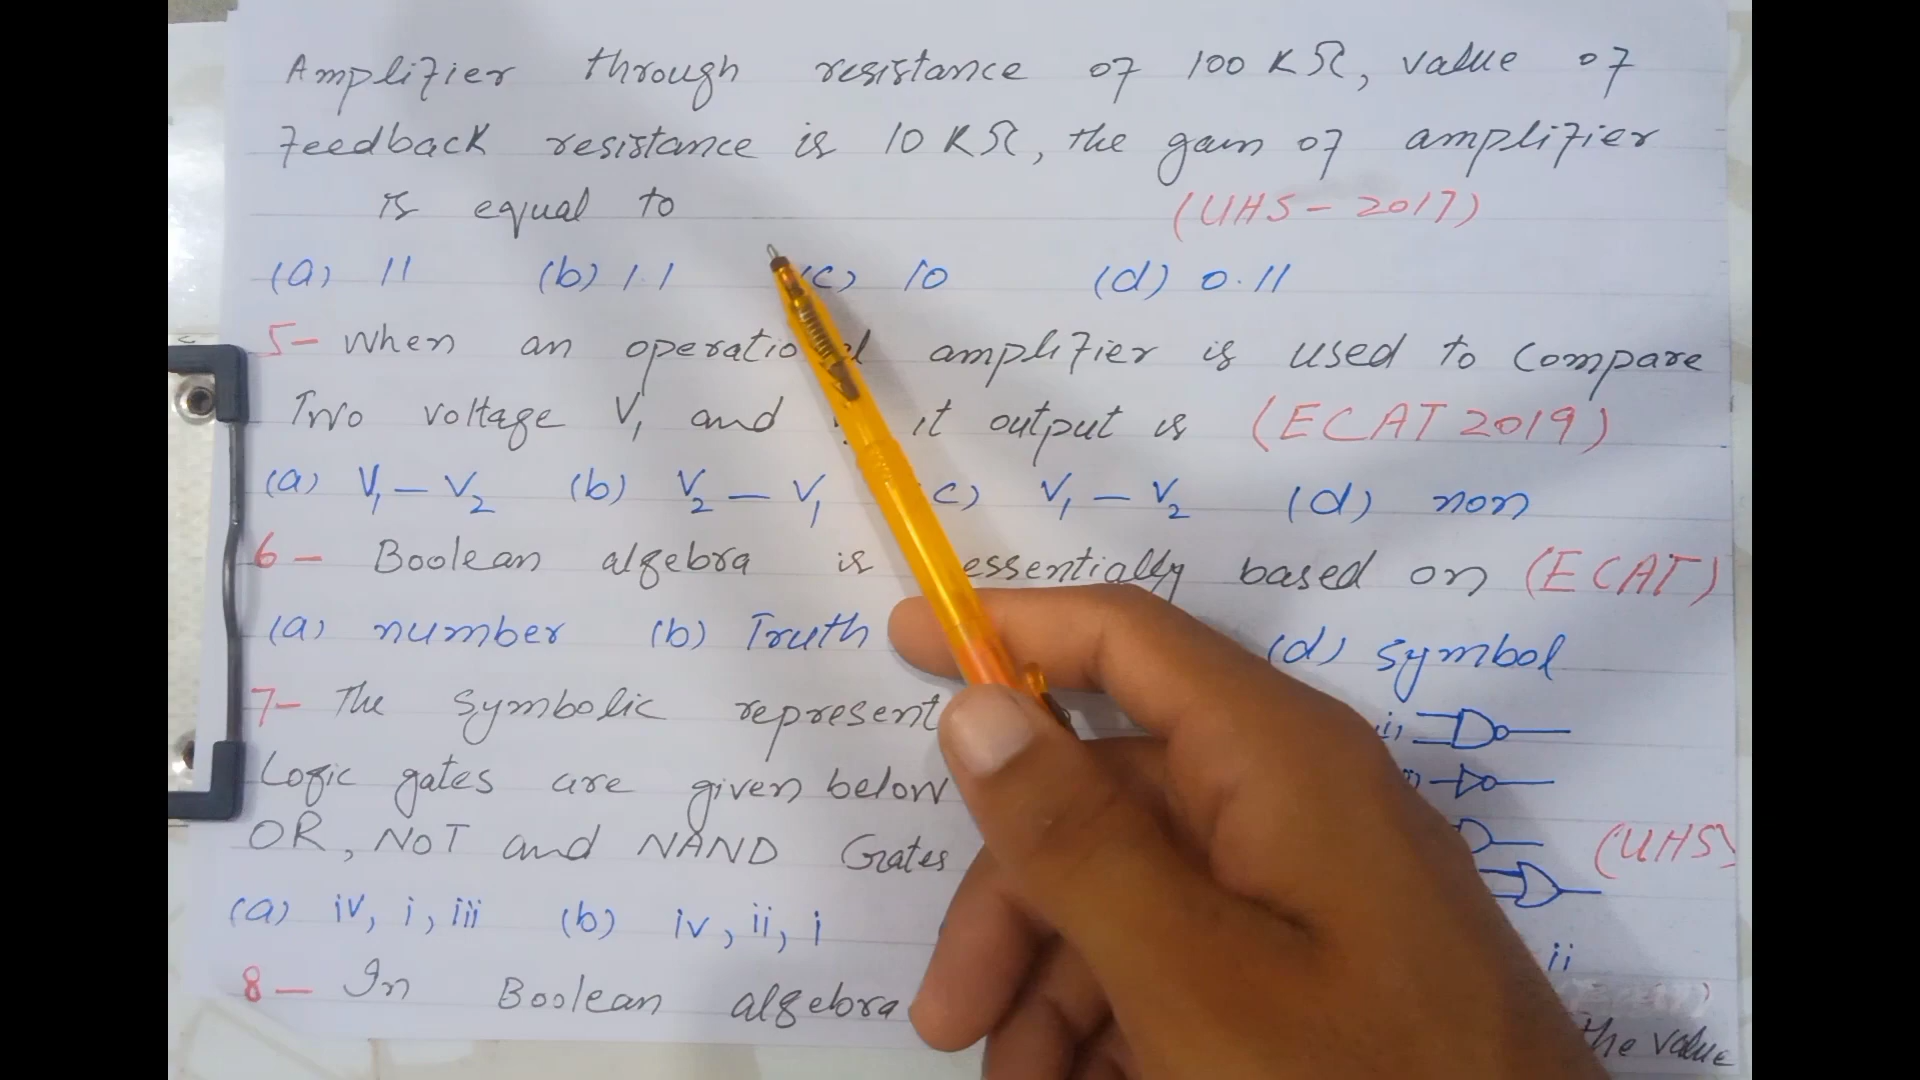 Amplifier through resistance of 100 KΩ, value of
feedback resistance is 10 KΩ, the gain of amplifier
is equal to (UHS - 2017)
(a) 11 (b) 1.1 (c) 10 (d) 0.11
5- When an operational amplifier is used to compare
Two voltage V₁ and it output is (ECAT 2019)
(a) V₁ - V₂ (b) V₂ - V₁ (c) V₁ - V₂ (d) non
6- Boolean algebra is essentially based on (ECAT)
(a) number (b) Truth (d) symbol
7- The symbolic represent
Logic gates are given below
OR, NOT and NAND Gates (UHS)
(a) iv, i, iii (b) iv, ii, i ii
8- In Boolean algebra
the value